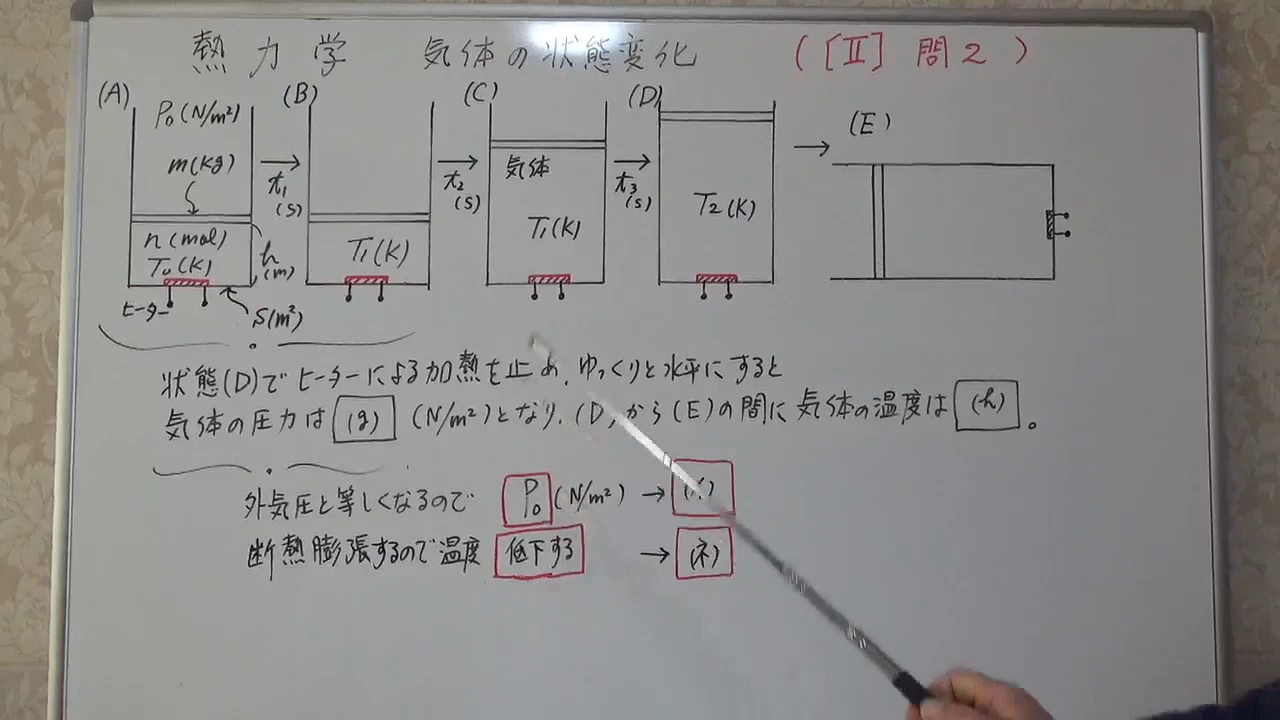 熱力学 気体の状態変化 ([Ⅱ] 問2)
(A) (B) (C) (D) (E)
P₀(N/m²)
m(kg)
n(mol)
T₀(K)
h
(m)
ヒーター
S(m²)
t₁
(s)
T₁(K)
t₂
(s)
気体
T₁(K)
t₃
(s)
T₂(K)
状態(D)でヒーターによる加熱を止め、ゆっくりと水平にすると
気体の圧力は (g) (N/m²)となり、(D)から(E)の間に気体の温度は (h) 。
外気圧と等しくなるので P₀ (N/m²) →
断熱膨張するので温度 低下する → (ネ)